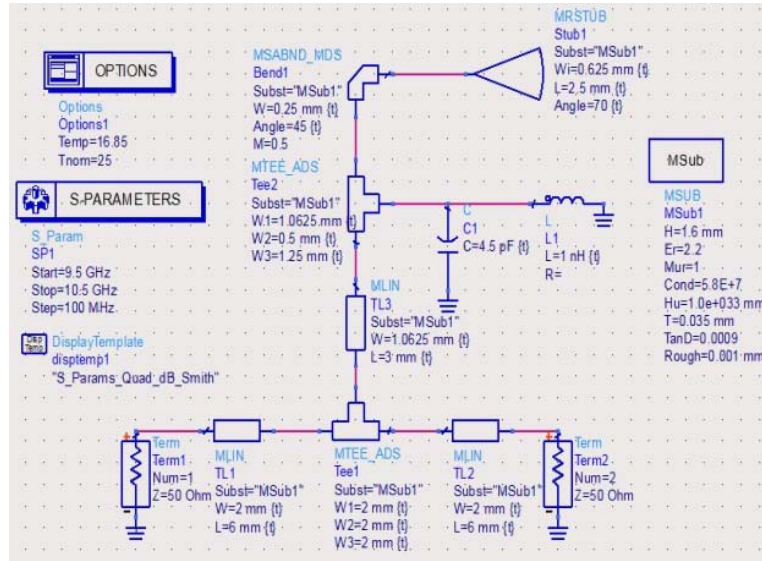 OPTIONS
Options
Options1
Temp=16.85
Tnom=25
S-PARAMETERS
S_Param
SP1
Start=9.5 GHz
Stop=10.5 GHz
Step=100 MHz
Disp
Temp
DisplayTemplate
disptemp1
"S_Params_Quad_dB_Smith"
MSABND_MDS
Bend1
Subst="MSub1"
W=0.25 mm {t}
Angle=45 {t}
M=0.5
MTEE_ADS
Tee2
Subst="MSub1"
W1=1.0625 mm {t}
W2=0.5 mm {t}
W3=1.25 mm {t}
MRSTUB
Stub1
Subst="MSub1"
Wi=0.625 mm {t}
L=2.5 mm {t}
Angle=70 {t}
C
C1
C=4.5 pF {t}
L
L1
L=1 nH {t}
R=
MSub
MSUB
MSub1
H=1.6 mm
Er=2.2
Mur=1
Cond=5.8E+7
Hu=1.0e+033 mm
T=0.035 mm
TanD=0.0009
Rough=0.001 mm
MLIN
TL3
Subst="MSub1"
W=1.0625 mm {t}
L=3 mm {t}
Term
Term1
Num=1
Z=50 Ohm
MLIN
TL1
Subst="MSub1"
W=2 mm {t}
L=6 mm {t}
MTEE_ADS
Tee1
Subst="MSub1"
W1=2 mm {t}
W2=2 mm {t}
W3=2 mm {t}
MLIN
TL2
Subst="MSub1"
W=2 mm {t}
L=6 mm {t}
Term
Term2
Num=2
Z=50 Ohm